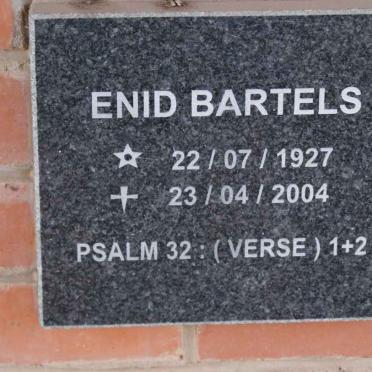 ENID BARTELS
22 / 07 / 1927
23 / 04 / 2004
PSALM 32 : ( VERSE ) 1+2